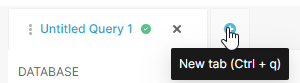 Untitled Query 1
New tab (Ctrl + q)
DATABASE